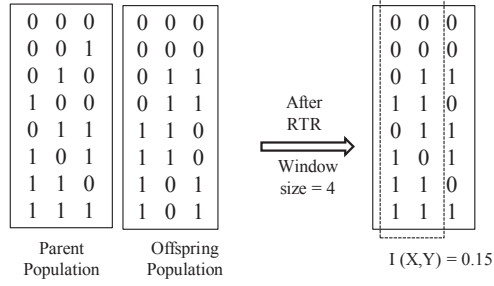 0 0 0
0 0 1
0 1 0
1 0 0
0 1 1
1 0 1
1 1 0
1 1 1
Parent
Population
0 0 0
0 0 0
0 1 1
0 1 1
1 1 0
1 1 0
1 0 1
1 0 1
Offspring
Population
After
RTR
Window
size = 4
0 0 0
0 0 0
0 1 1
1 1 0
0 1 1
1 0 1
1 1 0
1 1 1
I (X,Y) = 0.15